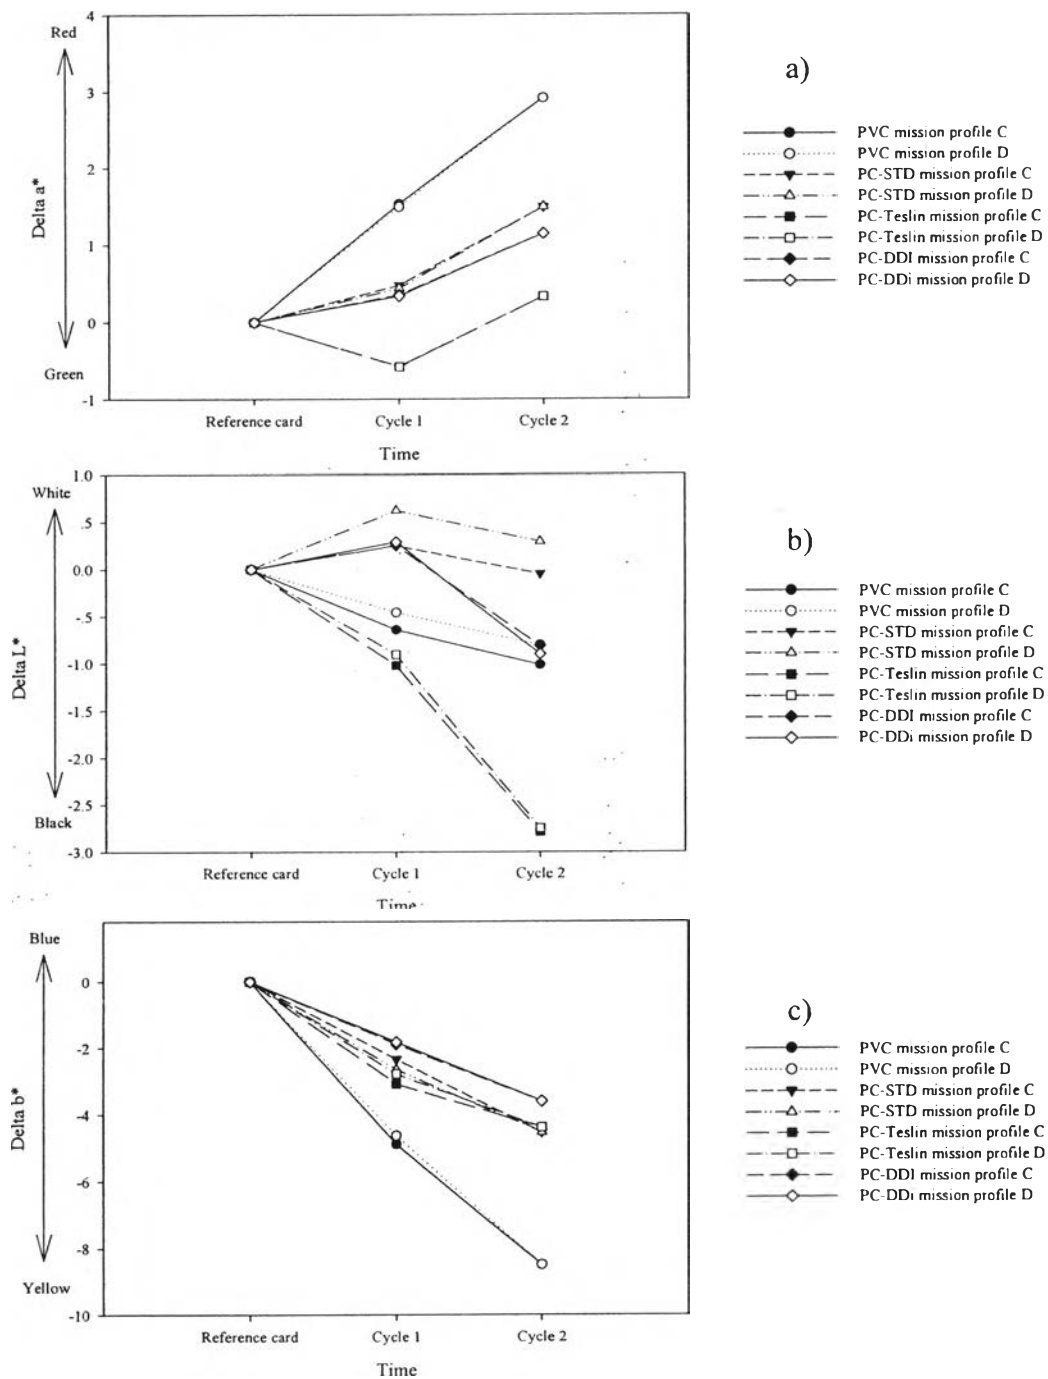 4
Red
3
2
Delta a*
1
0
Green
-1
Reference card Cycle 1 Cycle 2
Time
a)
PVC mission profile C
PVC mission profile D
PC-STD mission profile C
PC-STD mission profile D
PC-Teslin mission profile C
PC-Teslin mission profile D
PC-DDI mission profile C
PC-DDi mission profile D
1.0
White
.5
0.0
-.5
Delta L*
-1.0
-1.5
-2.0
-2.5
Black
-3.0
Reference card Cycle 1 Cycle 2
Time
b)
PVC mission profile C
PVC mission profile D
PC-STD mission profile C
PC-STD mission profile D
PC-Teslin mission profile C
PC-Teslin mission profile D
PC-DDI mission profile C
PC-DDi mission profile D
Blue
0
-2
Delta b*
-4
-6
-8
Yellow
-10
Reference card Cycle 1 Cycle 2
Time
c)
PVC mission profile C
PVC mission profile D
PC-STD mission profile C
PC-STD mission profile D
PC-Teslin mission profile C
PC-Teslin mission profile D
PC-DDI mission profile C
PC-DDi mission profile D